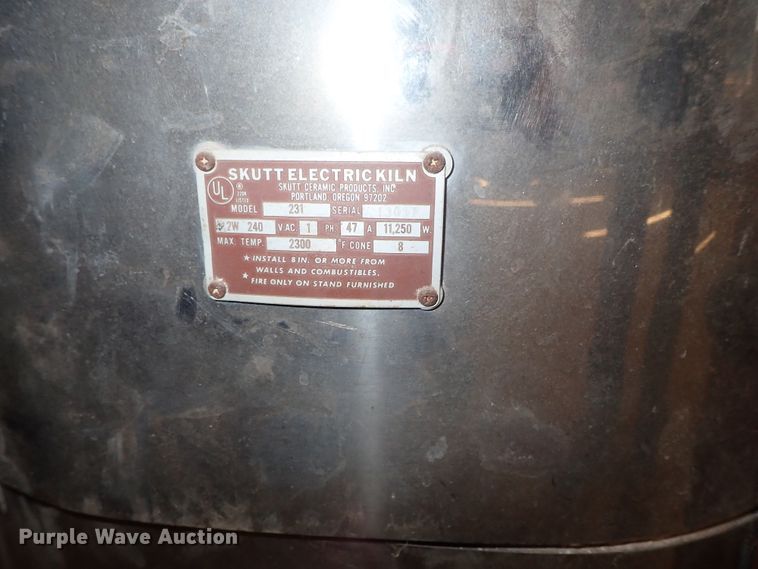 SKUTT ELECTRIC KILN
SKUTT CERAMIC PRODUCTS, INC.
PORTLAND, OREGON 97202
UL
LISTED
MODEL 231 SERIAL
2W 240 VAC 1 PH 47 A 11,250 W.
MAX. TEMP. 2300 °F CONE 8
★ INSTALL 8 IN. OR MORE FROM
WALLS AND COMBUSTIBLES.
★ FIRE ONLY ON STAND FURNISHED
Purple Wave Auction®